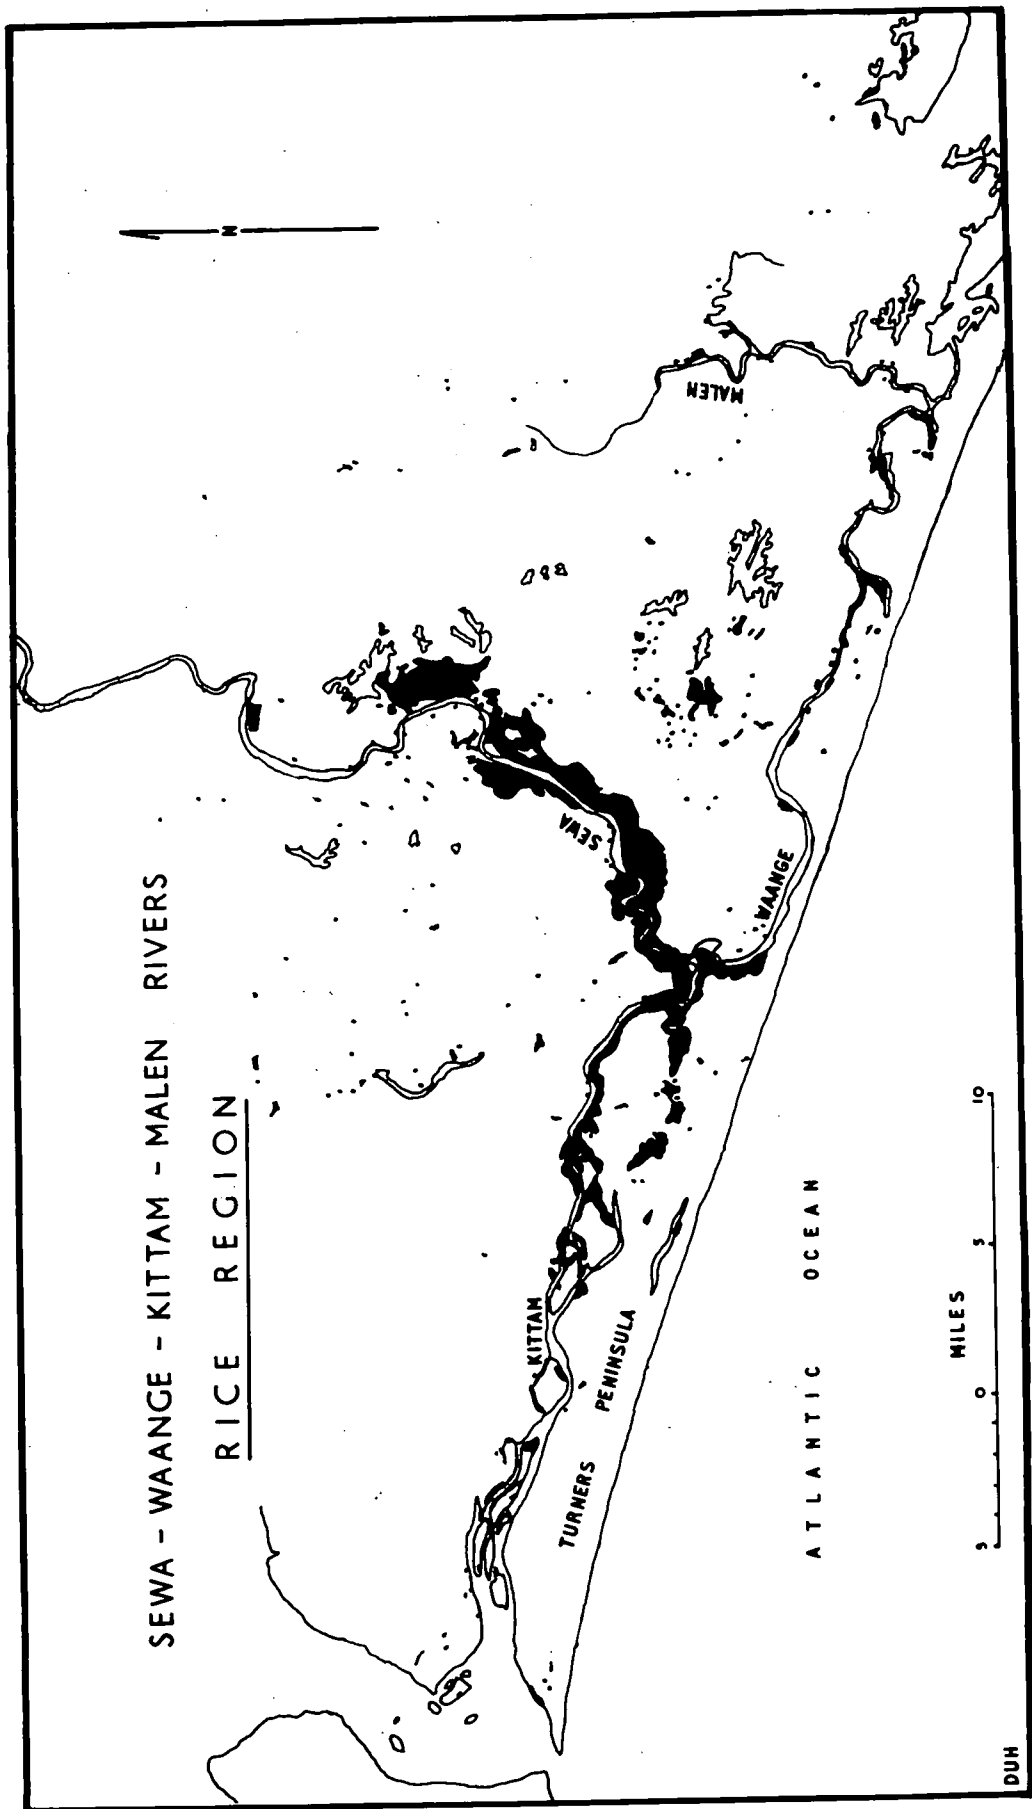 SEWA - WAANGE - KITTAM - MALEN RIVERS
RICE REGION
N
MALEN
SEWA
WAANGE
KITTAM
TURNERS PENINSULA
ATLANTIC OCEAN
5 0 5 10
MILES
DUH